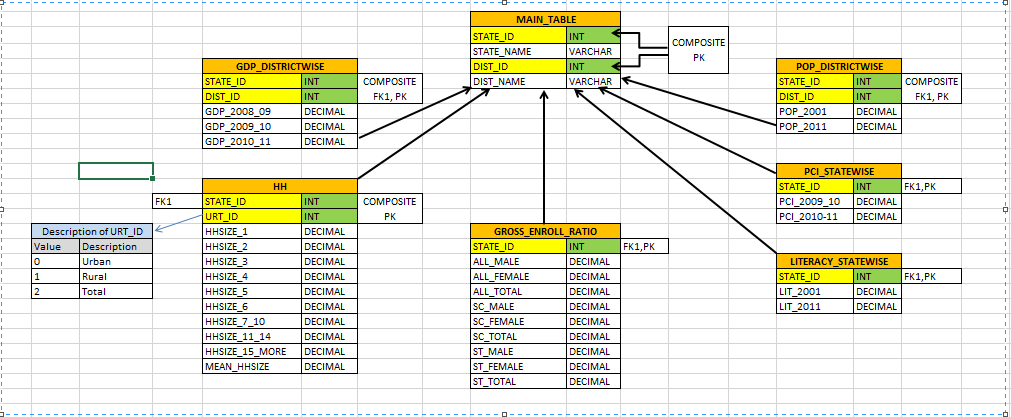 MAIN_TABLE
STATE_ID INT
STATE_NAME VARCHAR
DIST_ID INT
DIST_NAME VARCHAR
COMPOSITE
PK
GDP_DISTRICTWISE
STATE_ID INT COMPOSITE
DIST_ID INT FK1, PK
GDP_2008_09 DECIMAL
GDP_2009_10 DECIMAL
GDP_2010_11 DECIMAL
POP_DISTRICTWISE
STATE_ID INT COMPOSITE
DIST_ID INT FK1, PK
POP_2001 DECIMAL
POP_2011 DECIMAL
HH
FK1 STATE_ID INT COMPOSITE
URT_ID INT PK
HHSIZE_1 DECIMAL
HHSIZE_2 DECIMAL
HHSIZE_3 DECIMAL
HHSIZE_4 DECIMAL
HHSIZE_5 DECIMAL
HHSIZE_6 DECIMAL
HHSIZE_7_10 DECIMAL
HHSIZE_11_14 DECIMAL
HHSIZE_15_MORE DECIMAL
MEAN_HHSIZE DECIMAL
Description of URT_ID
Value Description
0 Urban
1 Rural
2 Total
GROSS_ENROLL_RATIO
STATE_ID INT FK1,PK
ALL_MALE DECIMAL
ALL_FEMALE DECIMAL
ALL_TOTAL DECIMAL
SC_MALE DECIMAL
SC_FEMALE DECIMAL
SC_TOTAL DECIMAL
ST_MALE DECIMAL
ST_FEMALE DECIMAL
ST_TOTAL DECIMAL
PCI_STATEWISE
STATE_ID INT FK1,PK
PCI_2009_10 DECIMAL
PCI_2010-11 DECIMAL
LITERACY_STATEWISE
STATE_ID INT FK1,PK
LIT_2001 DECIMAL
LIT_2011 DECIMAL